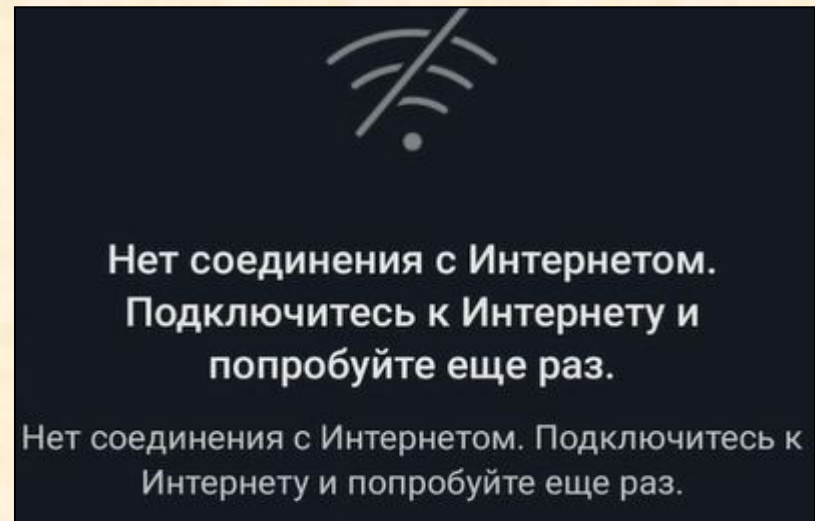 Нет соединения с Интернетом.
Подключитесь к Интернету и
попробуйте еще раз.
Нет соединения с Интернетом. Подключитесь к
Интернету и попробуйте еще раз.